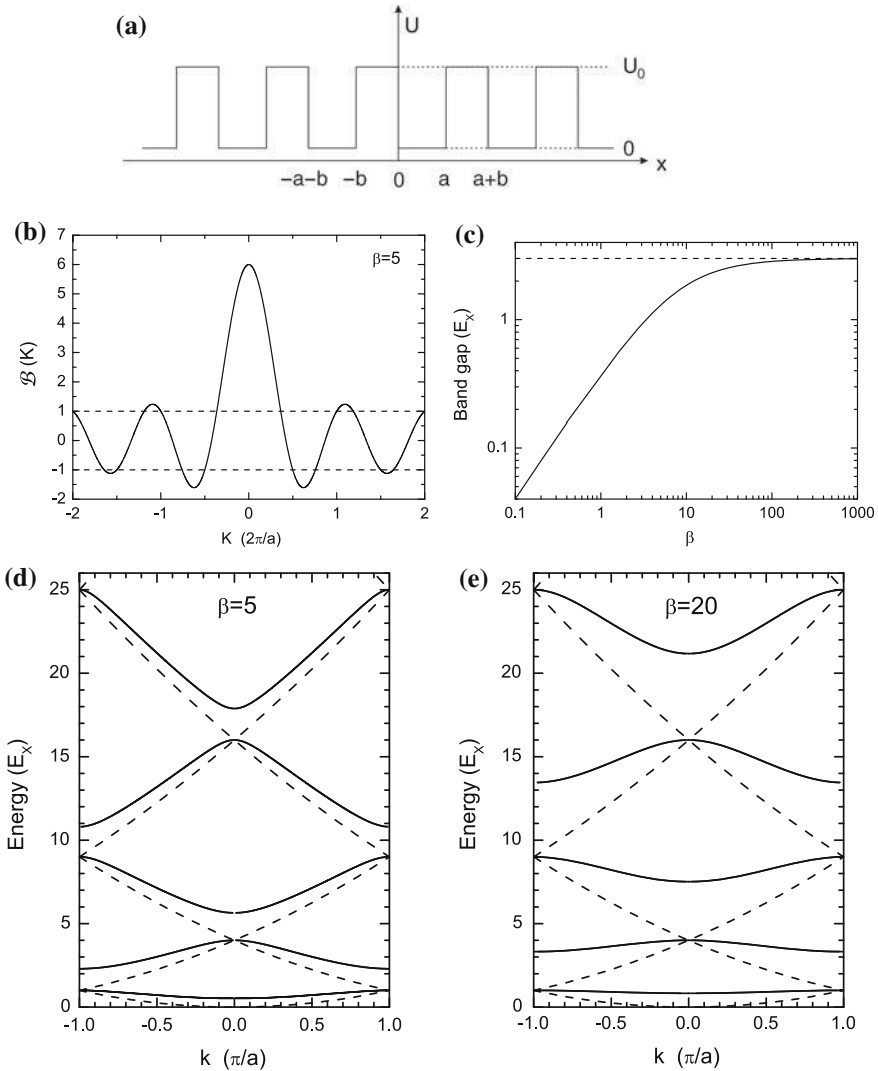 (a)
U
U₀
0
−a−b −b 0 a a+b
x
(b)
β=5
7
6
5
4
3
2
1
0
-1
-2
ℬ (K)
-2 -1 0 1 2
K (2π/a)
(c)
1
0.1
Band gap (Eₓ)
0.1 1 10 100 1000
β
(d)
β=5
25
20
15
10
5
0
Energy (Eₓ)
-1.0 -0.5 0.0 0.5 1.0
k (π/a)
(e)
β=20
25
20
15
10
5
0
Energy (Eₓ)
-1.0 -0.5 0.0 0.5 1.0
k (π/a)